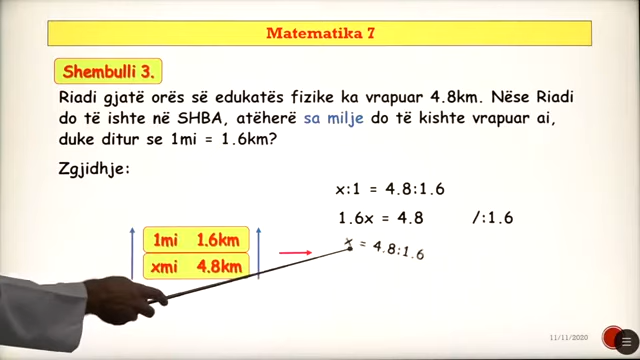 Matematika 7
Shembulli 3.
Riadi gjatë orës së edukatës fizike ka vrapuar 4.8km. Nëse Riadi
do të ishte në SHBA, atëherë sa milje do të kishte vrapuar ai,
duke ditur se 1mi = 1.6km?
Zgjidhje:
x:1 = 4.8:1.6
1.6x = 4.8 /:1.6
1mi 1.6km
x = 4.8:1.6
xmi 4.8km
11/11/2020